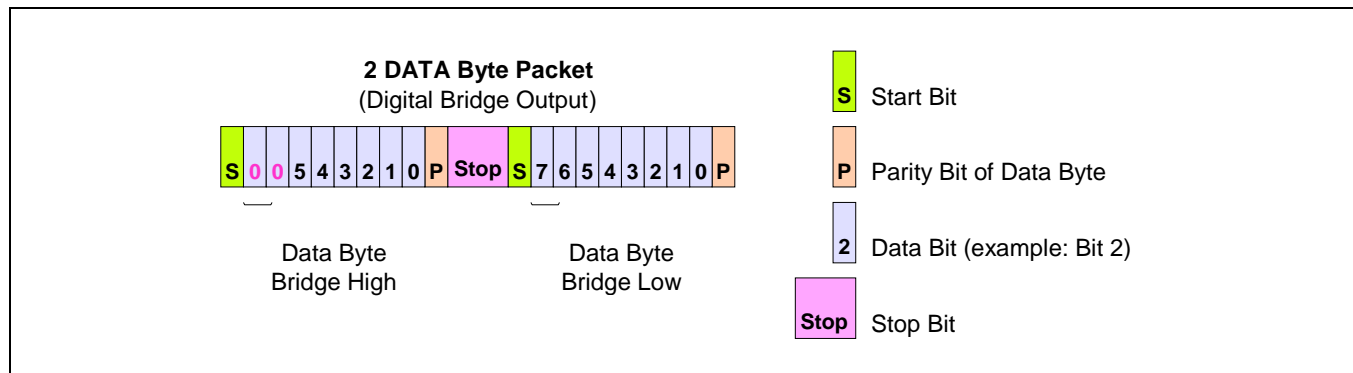 2 DATA Byte Packet
(Digital Bridge Output)
S 0 0 5 4 3 2 1 0 P Stop S 7 6 5 4 3 2 1 0 P
Data Byte
Bridge High
Data Byte
Bridge Low
S Start Bit
P Parity Bit of Data Byte
2 Data Bit (example: Bit 2)
Stop Stop Bit